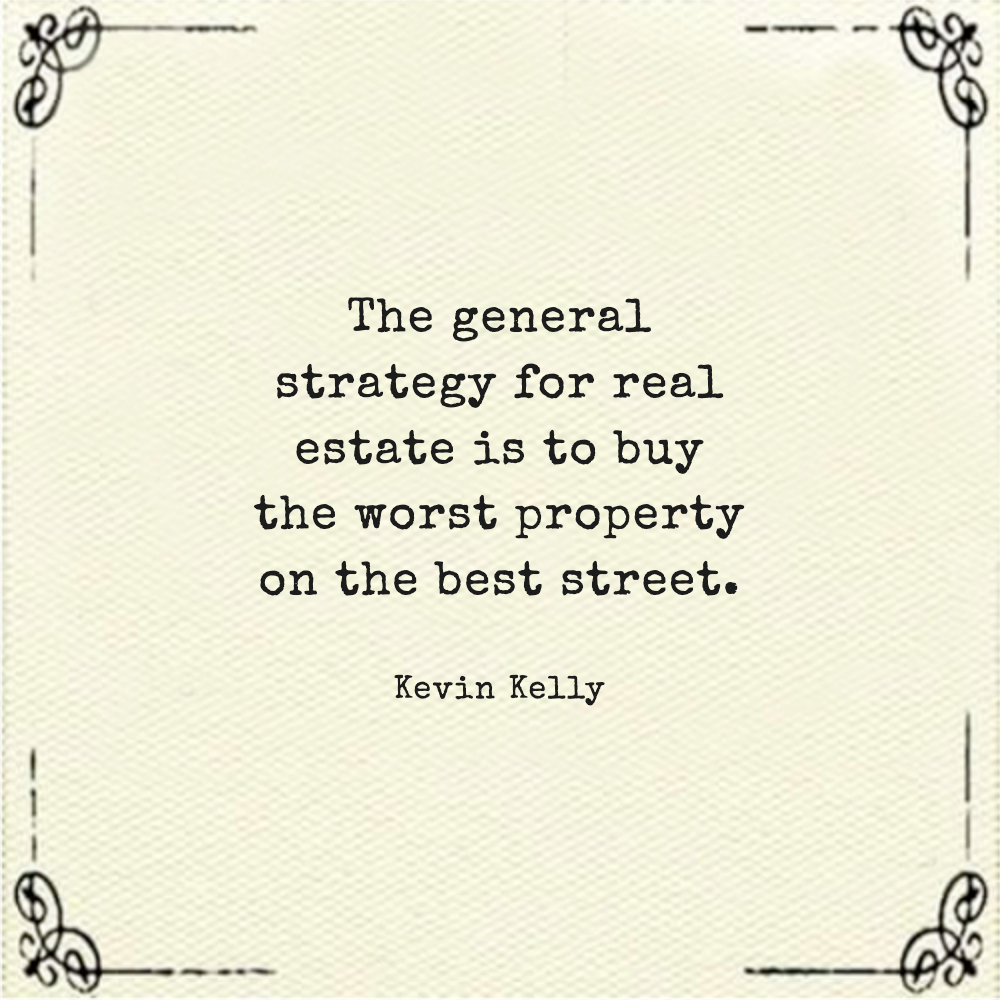 The general
strategy for real
estate is to buy
the worst property
on the best street.
Kevin Kelly